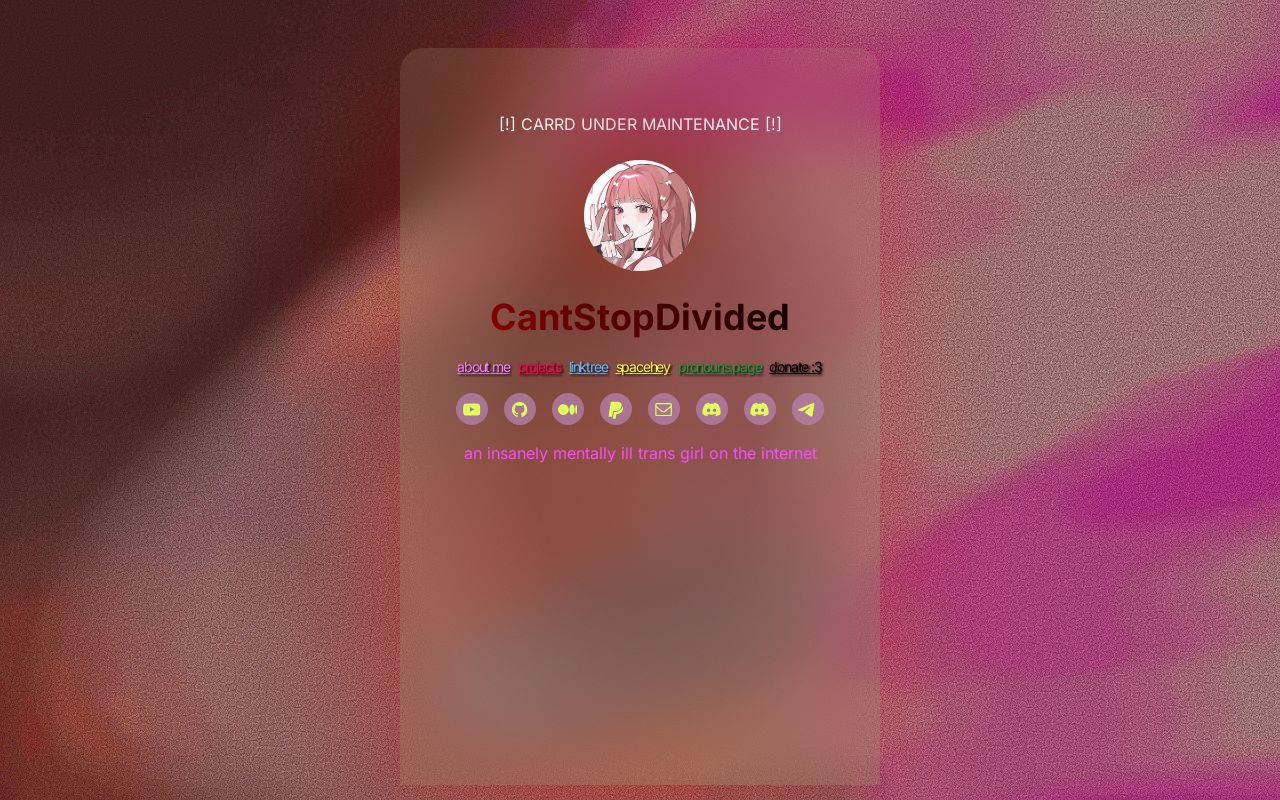 [!] CARRD UNDER MAINTENANCE [!]
CantStopDivided
about me projects linktree spacehey pronouns.page donate :3
an insanely mentally ill trans girl on the internet